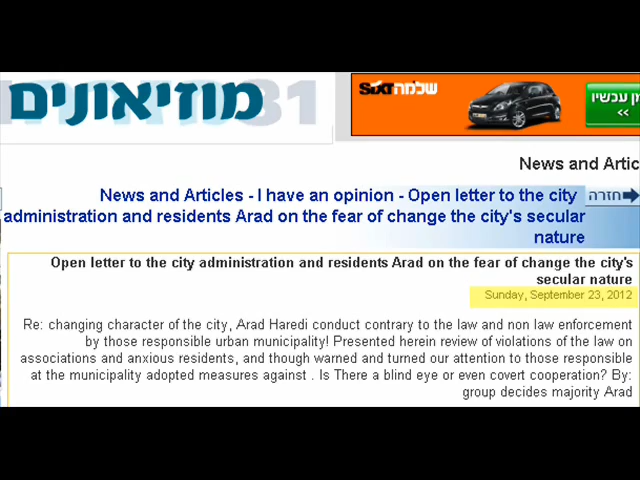 מוזיאונים
81
SIXT שלמה
>>
News and Artic
חזרה
News and Articles - I have an opinion - Open letter to the city
administration and residents Arad on the fear of change the city's secular
nature
Open letter to the city administration and residents Arad on the fear of change the city's
secular nature
Sunday, September 23, 2012
Re: changing character of the city, Arad Haredi conduct contrary to the law and non law enforcement
by those responsible urban municipality! Presented herein review of violations of the law on
associations and anxious residents, and though warned and turned our attention to those responsible
at the municipality adopted measures against . Is There a blind eye or even covert cooperation? By:
group decides majority Arad